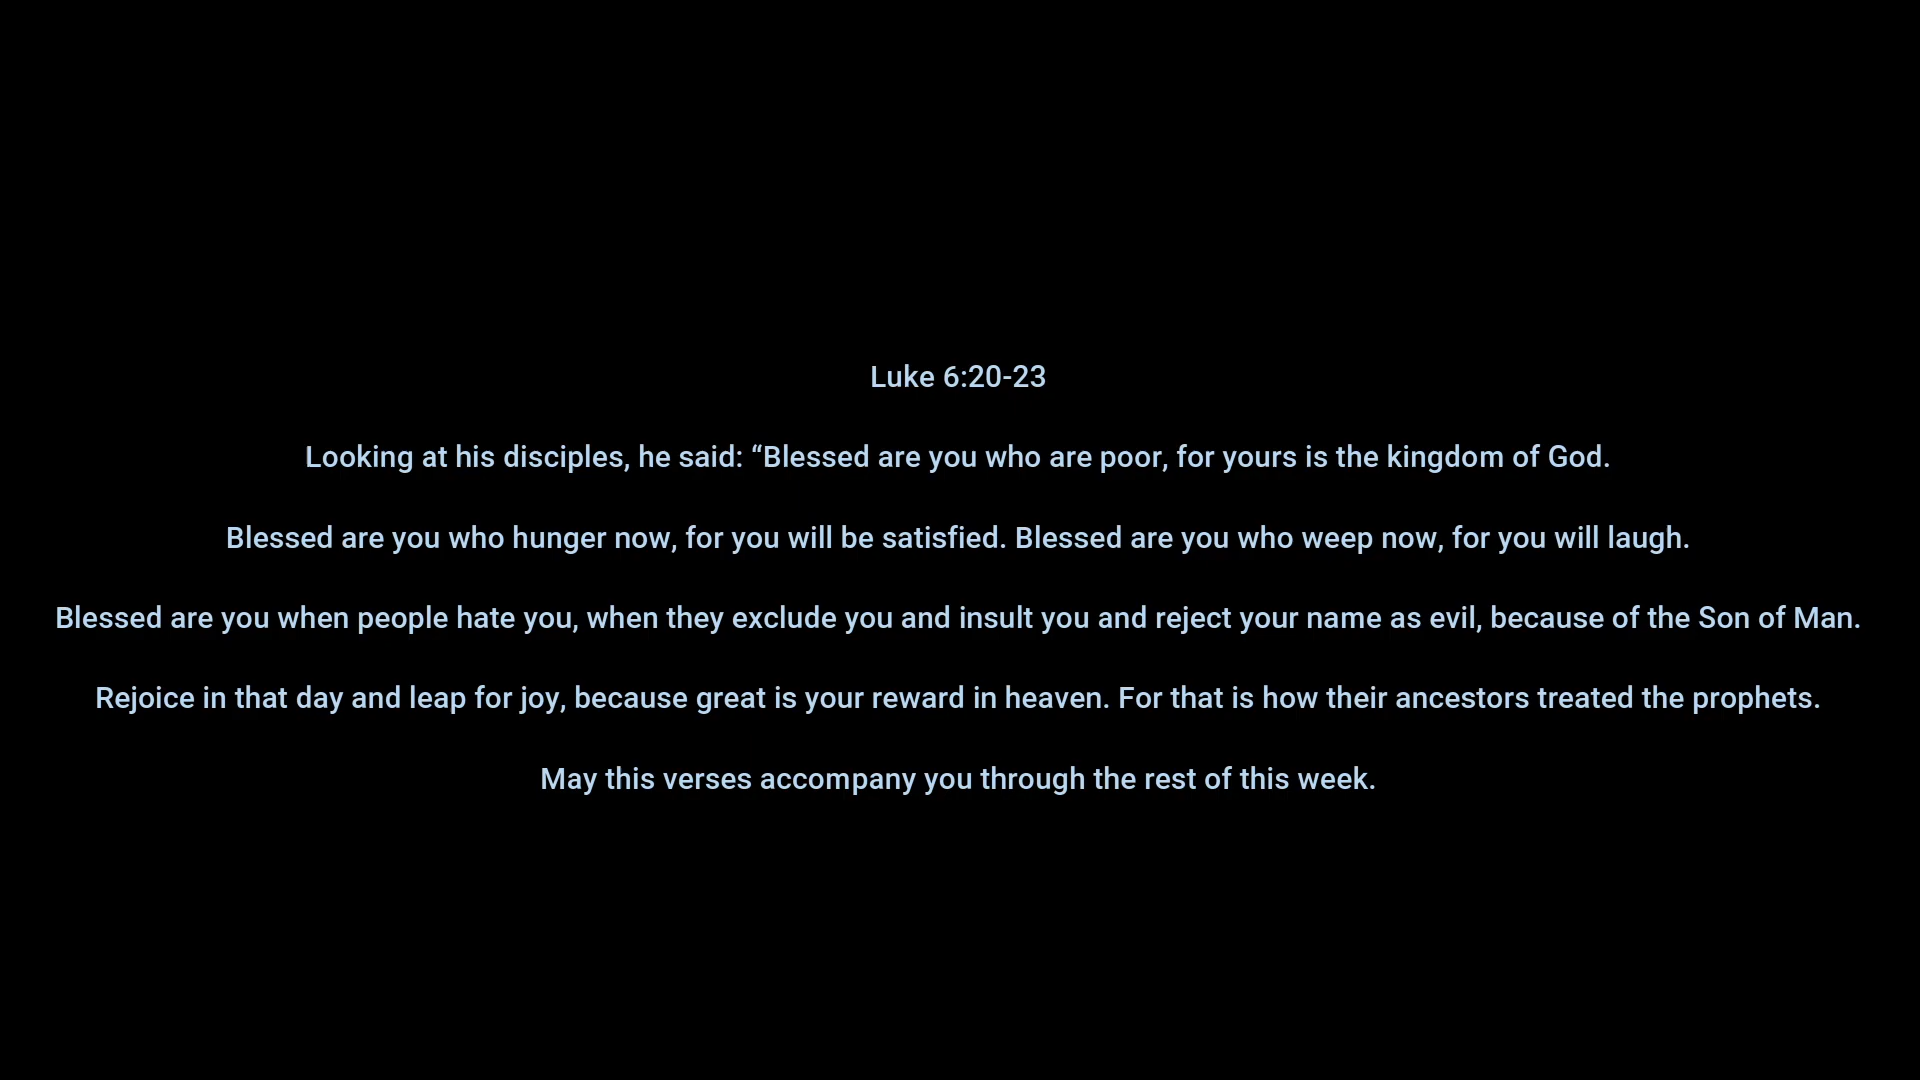 Luke 6:20-23
Looking at his disciples, he said: “Blessed are you who are poor, for yours is the kingdom of God.
Blessed are you who hunger now, for you will be satisfied. Blessed are you who weep now, for you will laugh.
Blessed are you when people hate you, when they exclude you and insult you and reject your name as evil, because of the Son of Man.
Rejoice in that day and leap for joy, because great is your reward in heaven. For that is how their ancestors treated the prophets.
May this verses accompany you through the rest of this week.